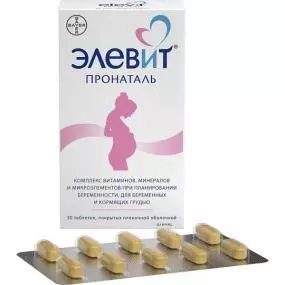 BAYER
ЭЛЕВИТ®
ПРОНАТАЛЬ
КОМПЛЕКС ВИТАМИНОВ, МИНЕРАЛОВ
И МИКРОЭЛЕМЕНТОВ ПРИ ПЛАНИРОВАНИИ
БЕРЕМЕННОСТИ, ДЛЯ БЕРЕМЕННЫХ
И КОРМЯЩИХ ГРУДЬЮ
30 таблеток, покрытых пленочной оболочкой